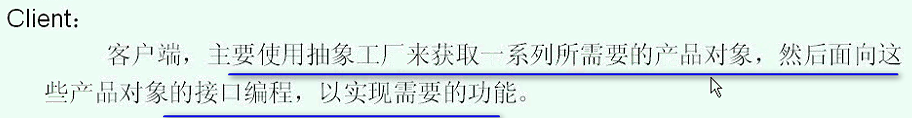 Client：
客户端，主要使用抽象工厂来获取一系列所需要的产品对象，然后面向这
些产品对象的接口编程，以实现需要的功能。